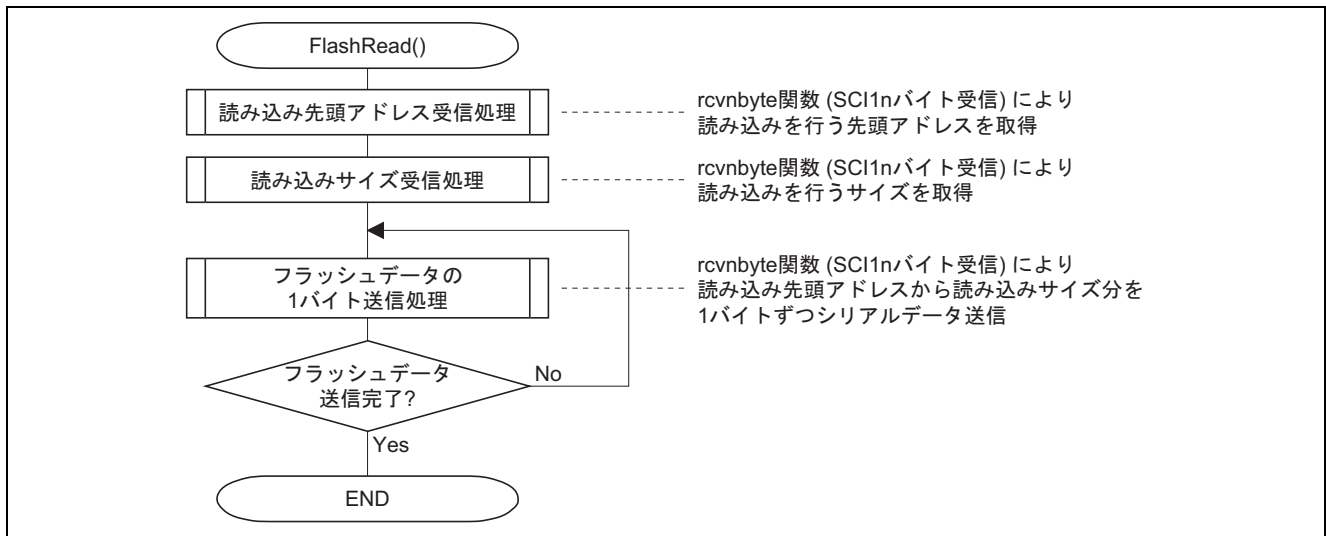 FlashRead()
読み込み先頭アドレス受信処理
rcvnbyte関数 (SCI1nバイト受信) により
読み込みを行う先頭アドレスを取得
読み込みサイズ受信処理
rcvnbyte関数 (SCI1nバイト受信) により
読み込みを行うサイズを取得
フラッシュデータの
1バイト送信処理
rcvnbyte関数 (SCI1nバイト受信) により
読み込み先頭アドレスから読み込みサイズ分を
1バイトずつシリアルデータ送信
フラッシュデータ
送信完了?
No
Yes
END